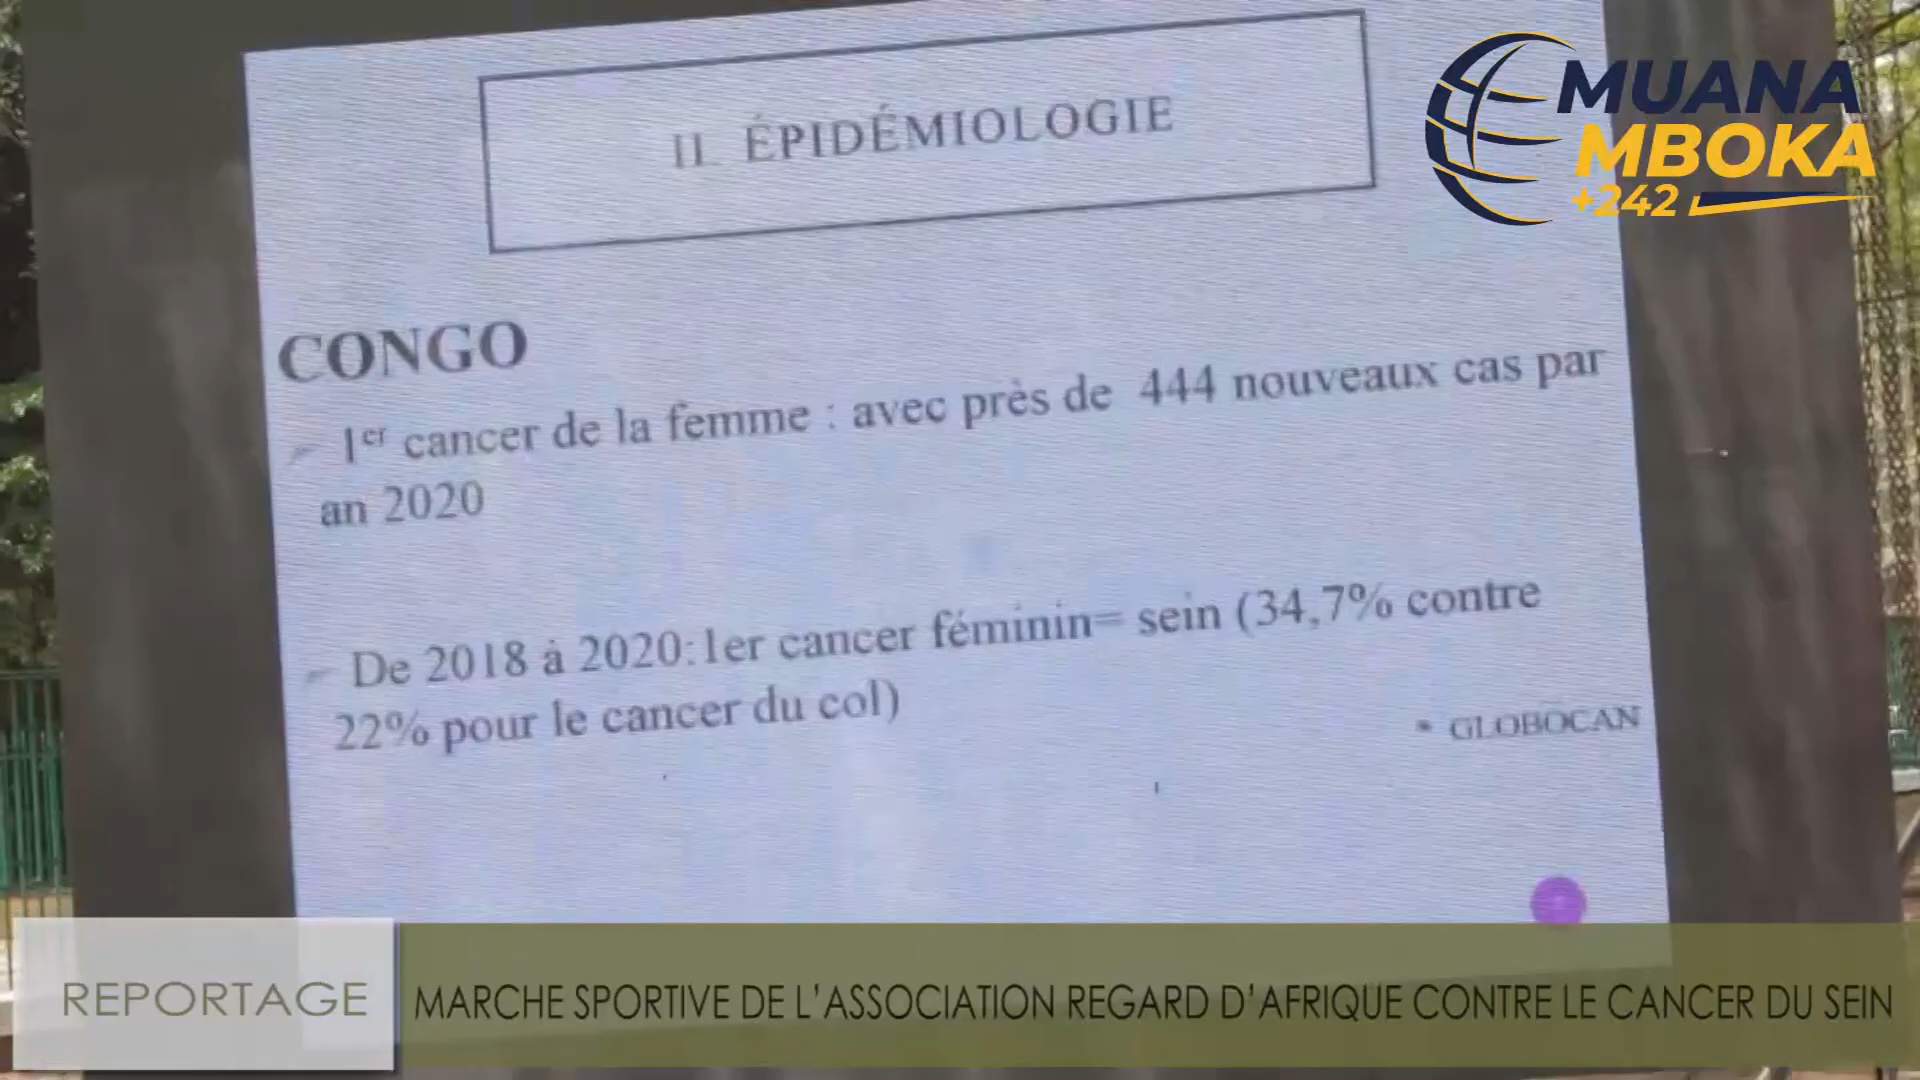 II. ÉPIDÉMIOLOGIE
MUANA
MBOKA
+242
CONGO
1er cancer de la femme : avec près de 444 nouveaux cas par
an 2020
De 2018 à 2020:1er cancer féminin= sein (34,7% contre
22% pour le cancer du col)
* GLOBOCAN
REPORTAGE
MARCHE SPORTIVE DE L'ASSOCIATION REGARD D'AFRIQUE CONTRE LE CANCER DU SEIN